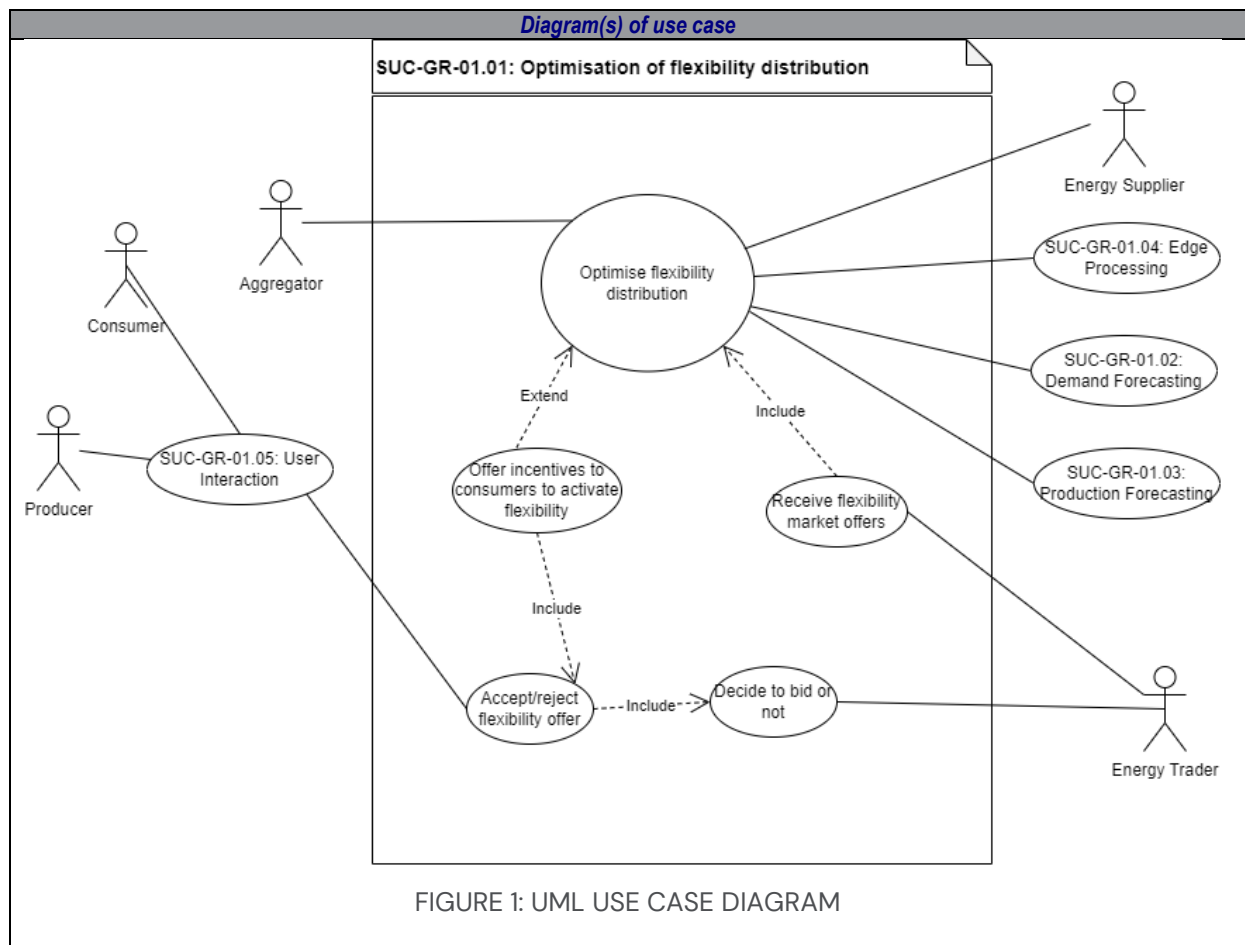 Diagram(s) of use case
SUC-GR-01.01: Optimisation of flexibility distribution
Energy Supplier
Aggregator
Consumer
Producer
Optimise flexibility
distribution
SUC-GR-01.04: Edge
Processing
SUC-GR-01.02:
Demand Forecasting
SUC-GR-01.03:
Production Forecasting
Extend
Include
SUC-GR-01.05: User
Interaction
Offer incentives to
consumers to activate
flexibility
Receive flexibility
market offers
Include
Accept/reject
flexibility offer
Include
Decide to bid or
not
Energy Trader
FIGURE 1: UML USE CASE DIAGRAM